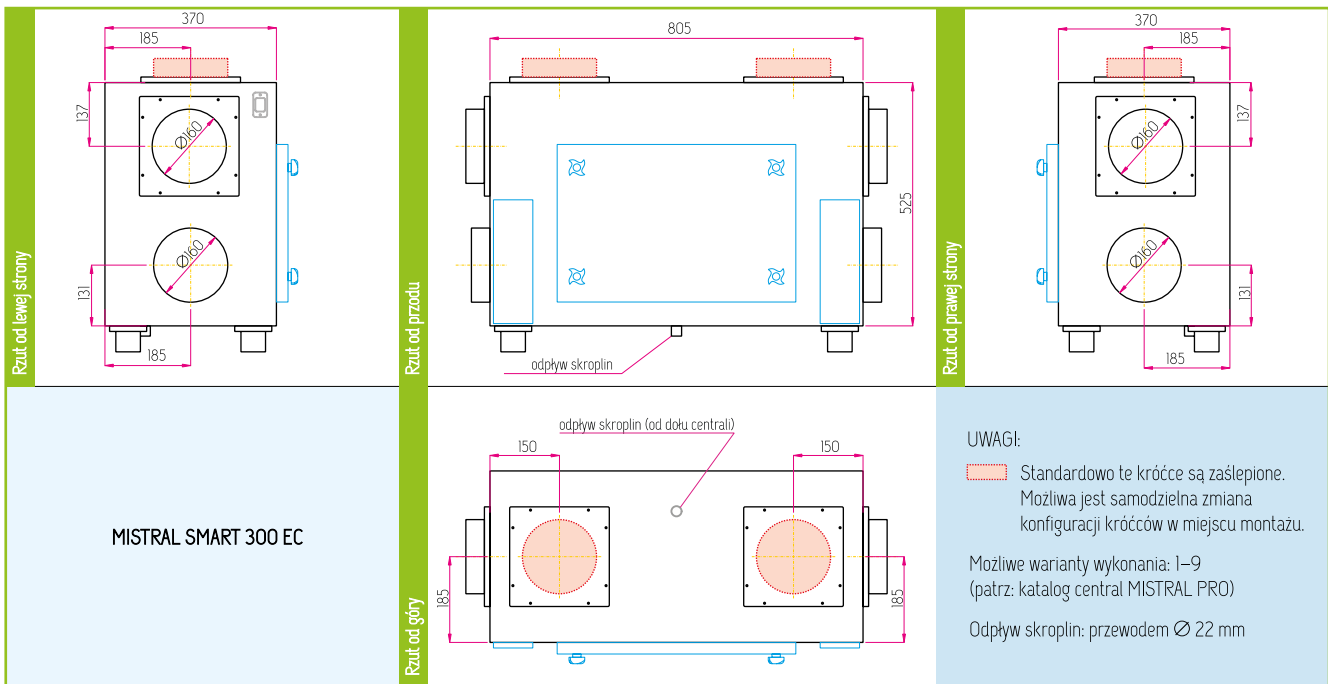 Rzut od lewej strony
370
185
137
Ø160
Ø160
131
185
Rzut od przodu
805
525
odpływ skroplin
Rzut od prawej strony
370
185
137
Ø160
Ø160
131
185
MISTRAL SMART 300 EC
Rzut od góry
odpływ skroplin (od dołu centrali)
150
150
185
185
UWAGI:
Standardowo te króćce są zaślepione.
Możliwa jest samodzielna zmiana
konfiguracji króćców w miejscu montażu.
Możliwe warianty wykonania: 1–9
(patrz: katalog central MISTRAL PRO)
Odpływ skroplin: przewodem Ø 22 mm